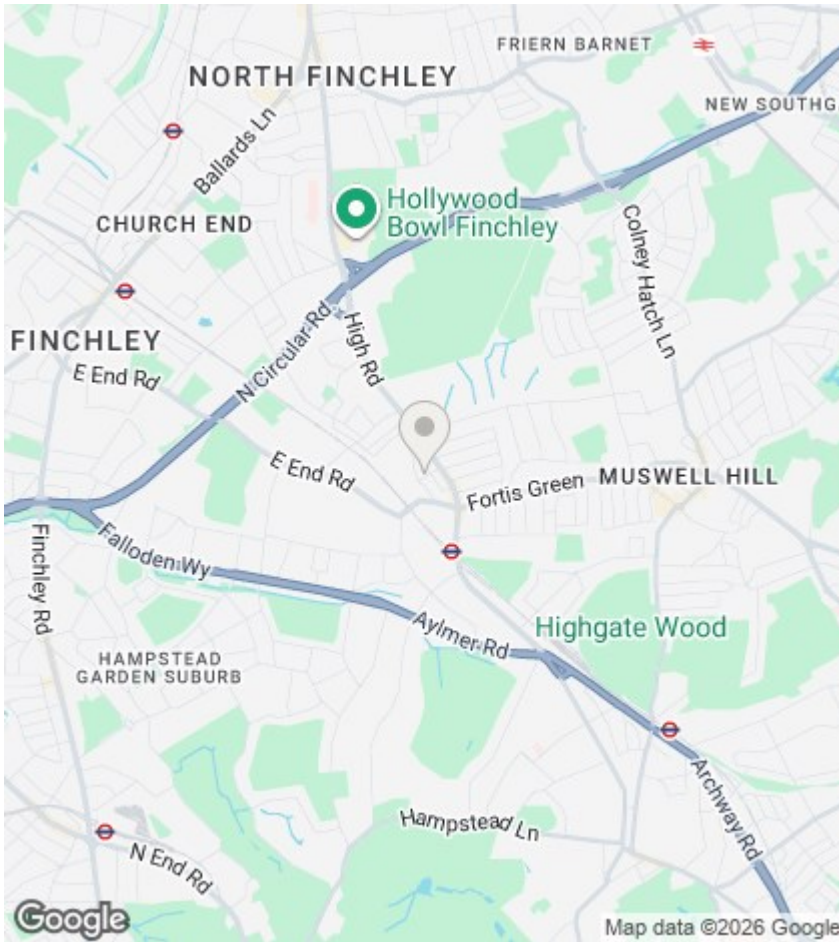 FRIERN BARNET
NORTH FINCHLEY
NEW SOUTHG
Ballards Ln
Hollywood
Bowl Finchley
CHURCH END
Colney Hatch Ln
N Circular Rd
High Rd
FINCHLEY
E End Rd
E End Rd
Fortis Green
MUSWELL HILL
Finchley Rd
Falloden Wy
Aylmer Rd
Highgate Wood
HAMPSTEAD
GARDEN SUBURB
Archway Rd
Hampstead Ln
N End Rd
Google
Map data ©2026 Google